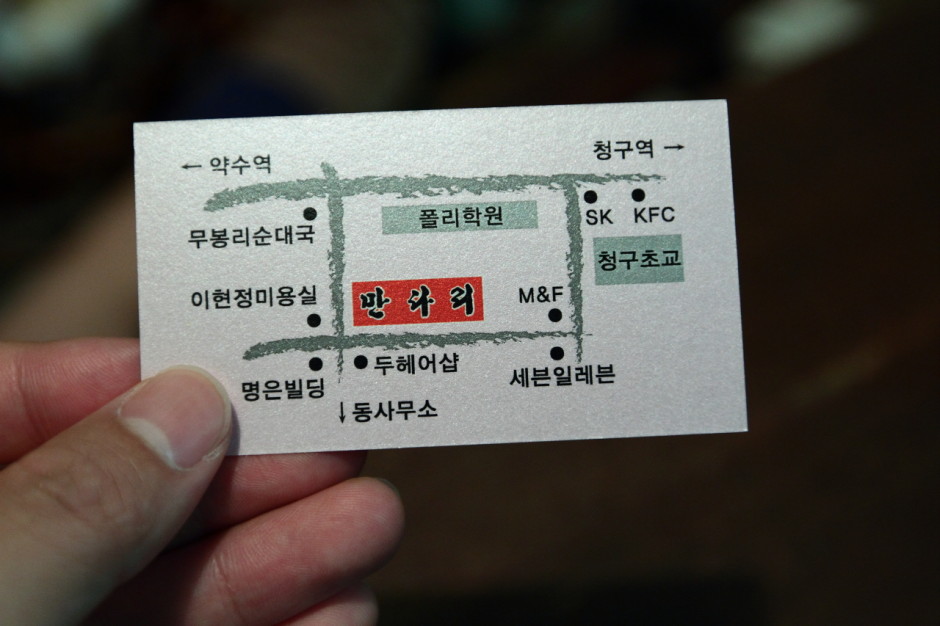 ← 약수역
청구역 →
무봉리순대국
폴리학원
SK
KFC
청구초교
이현정미용실
만나리
M&F
명은빌딩
두헤어샵
세븐일레븐
↓동사무소